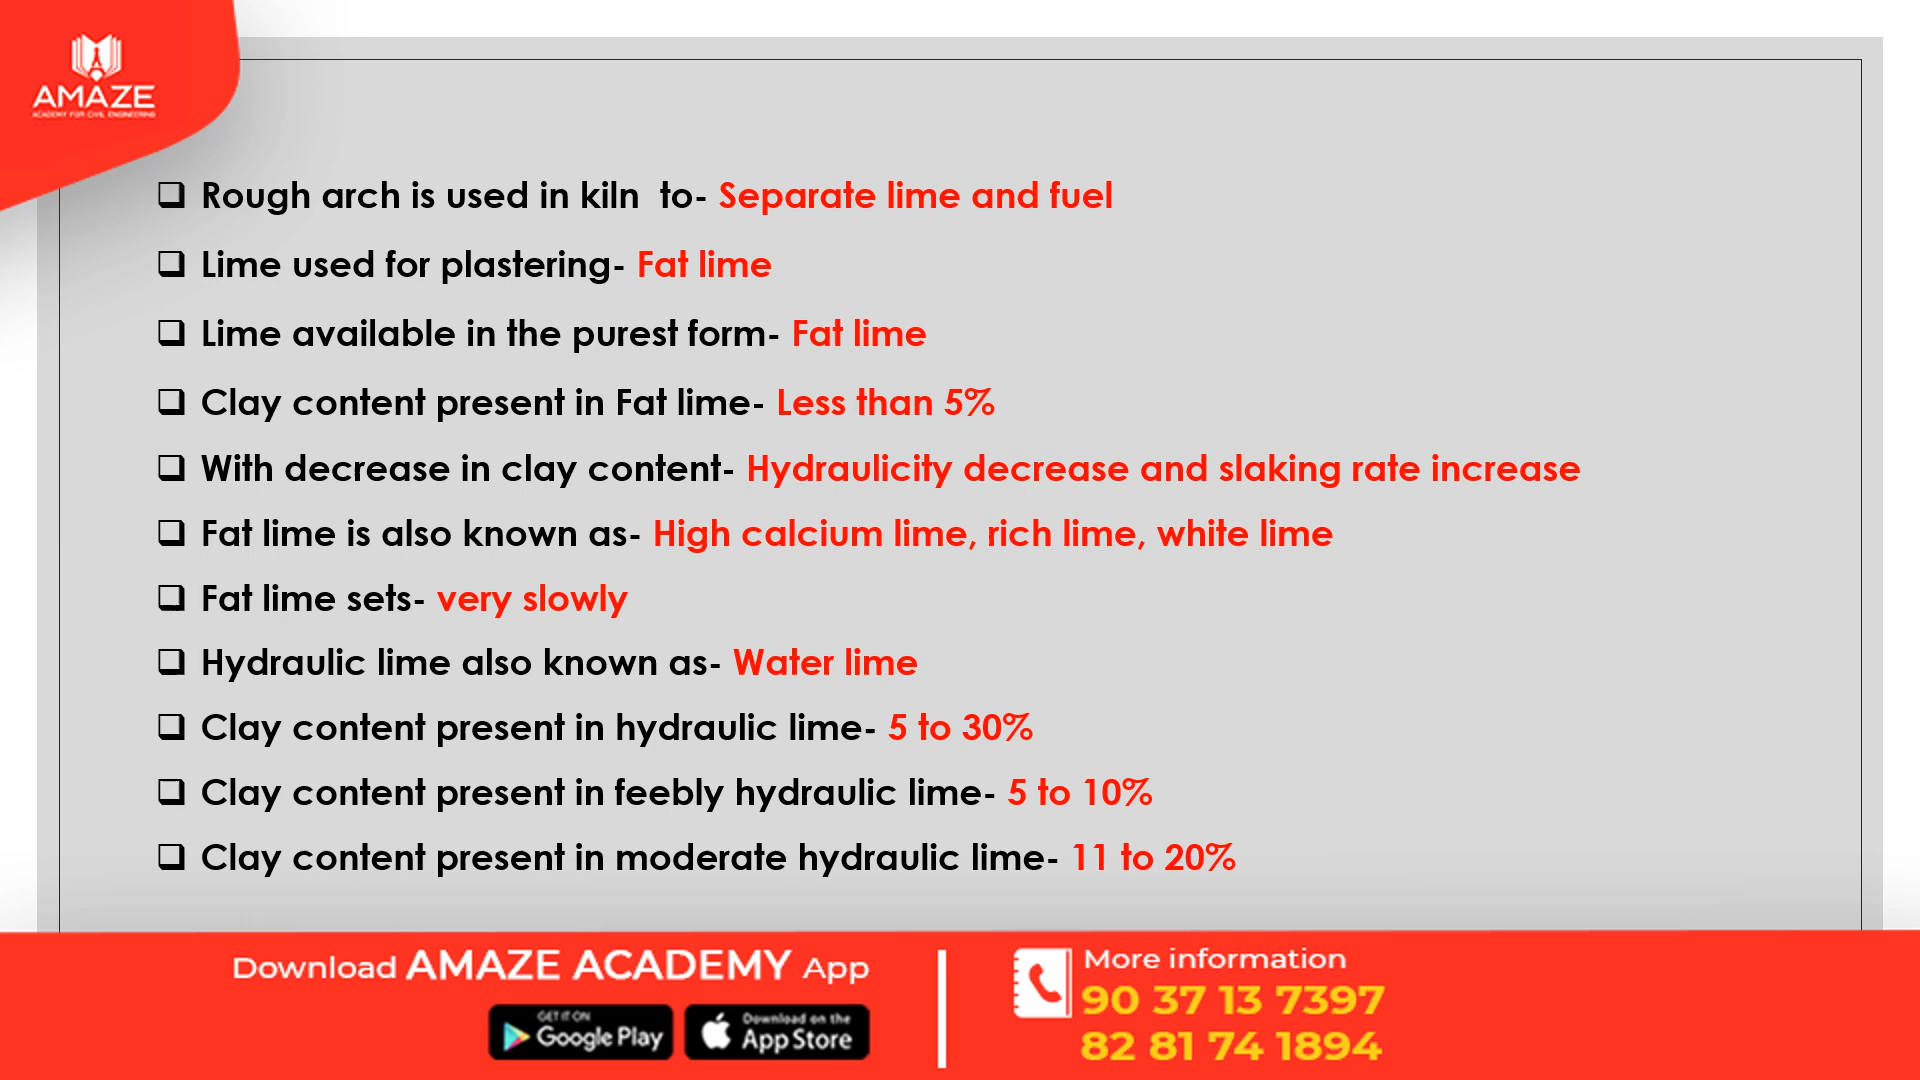 AMAZE
ACADEMY FOR CIVIL ENGINEERING
Rough arch is used in kiln to- Separate lime and fuel
Lime used for plastering- Fat lime
Lime available in the purest form- Fat lime
Clay content present in Fat lime- Less than 5%
With decrease in clay content- Hydraulicity decrease and slaking rate increase
Fat lime is also known as- High calcium lime, rich lime, white lime
Fat lime sets- very slowly
Hydraulic lime also known as- Water lime
Clay content present in hydraulic lime- 5 to 30%
Clay content present in feebly hydraulic lime- 5 to 10%
Clay content present in moderate hydraulic lime- 11 to 20%
Download AMAZE ACADEMY App
GET IT ON
Google Play
Download on the
App Store
More information
90 37 13 7397
82 81 74 1894